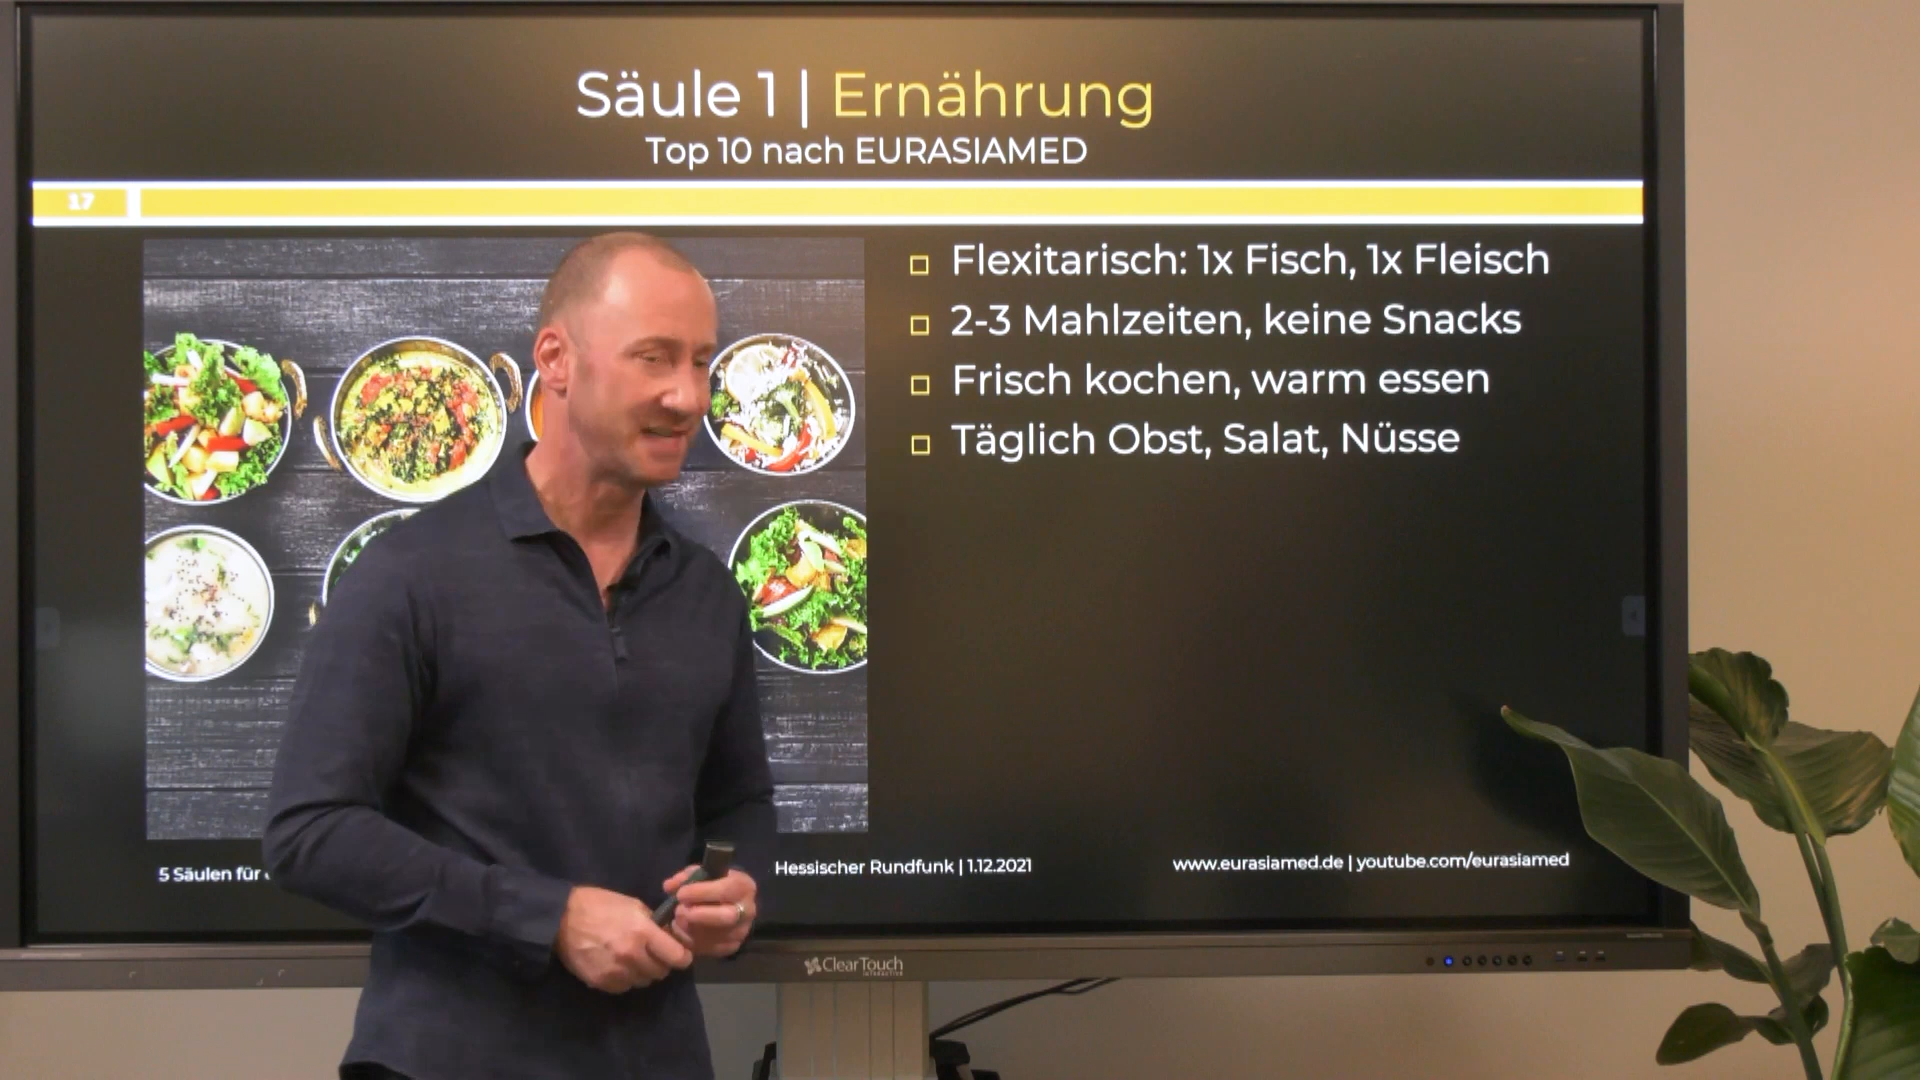 Säule 1 | Ernährung
Top 10 nach EURASIAMED
17
Flexitarisch: 1x Fisch, 1x Fleisch
2-3 Mahlzeiten, keine Snacks
Frisch kochen, warm essen
Täglich Obst, Salat, Nüsse
5 Säulen für
Hessischer Rundfunk | 1.12.2021
www.eurasiamed.de | youtube.com/eurasiamed
ClearTouch
INTERACTIVE